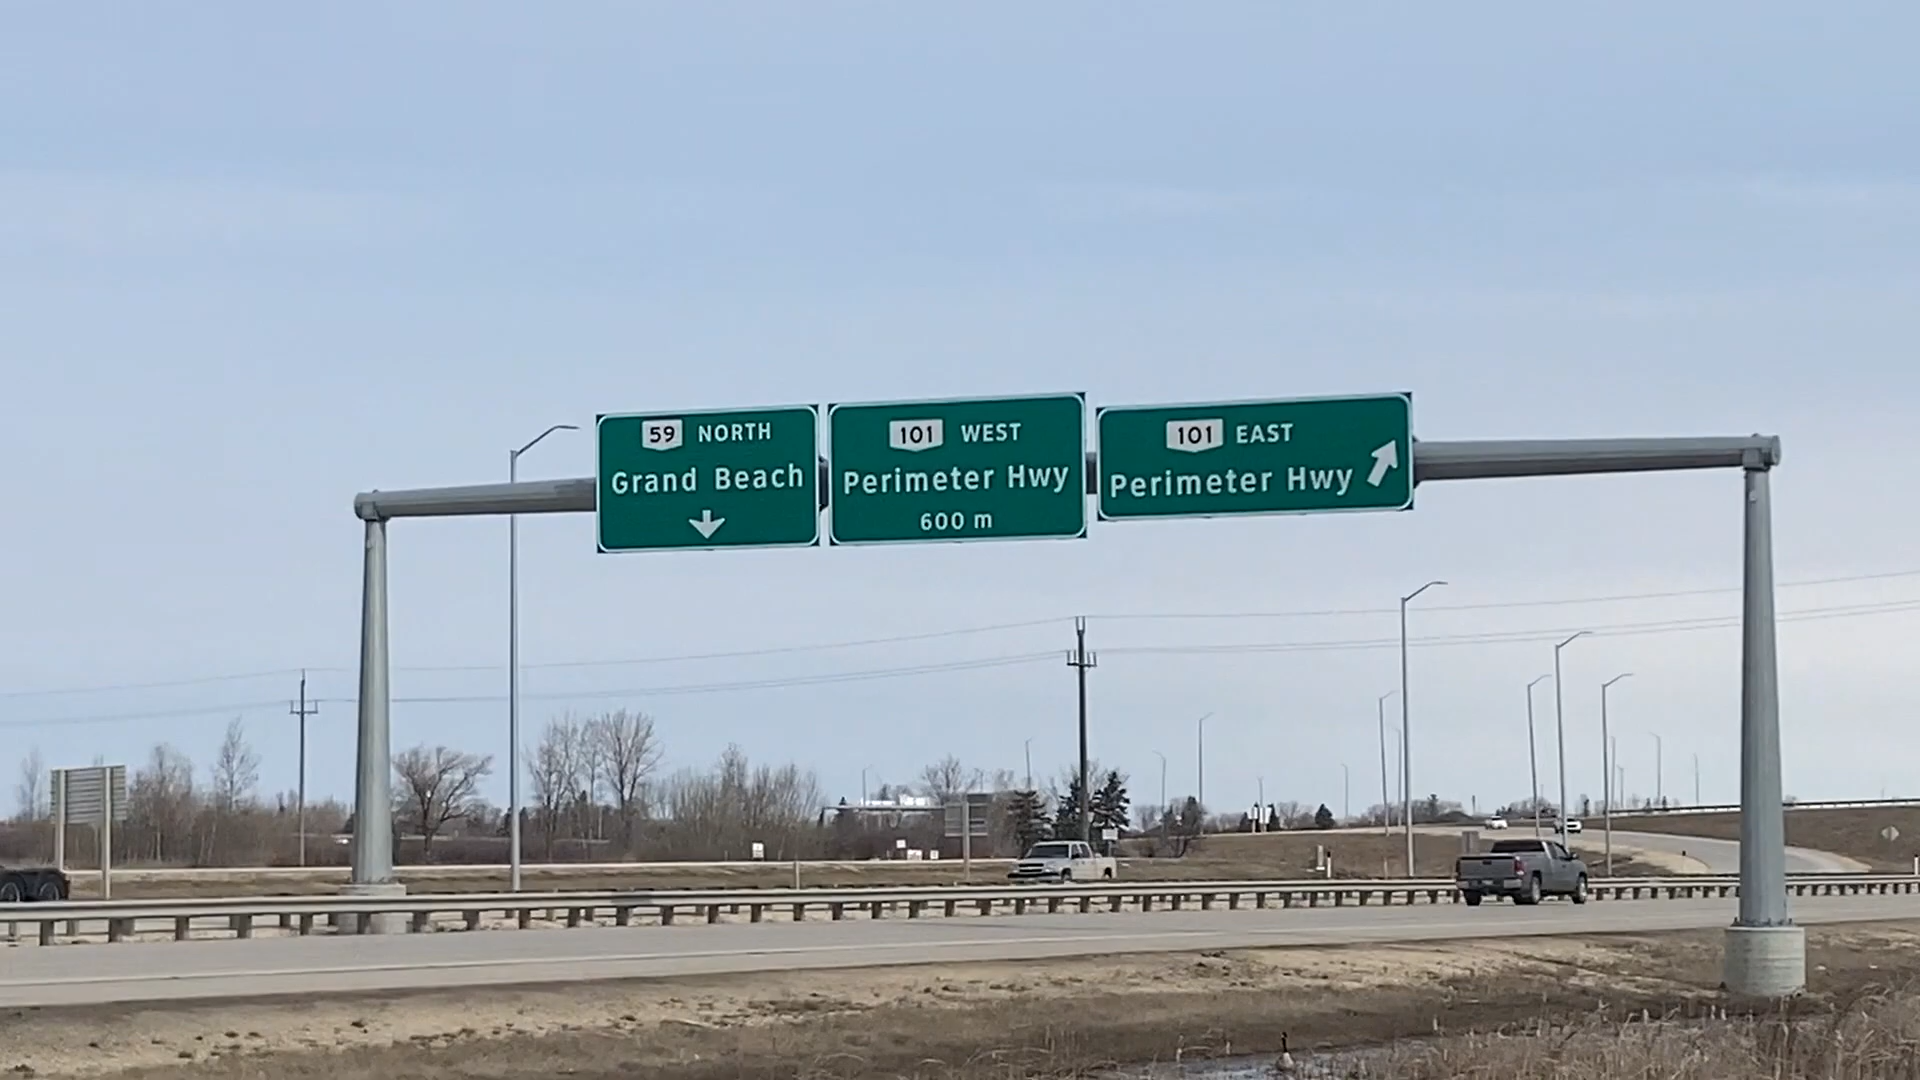 59 NORTH
Grand Beach
101 WEST
Perimeter Hwy
600 m
101 EAST
Perimeter Hwy